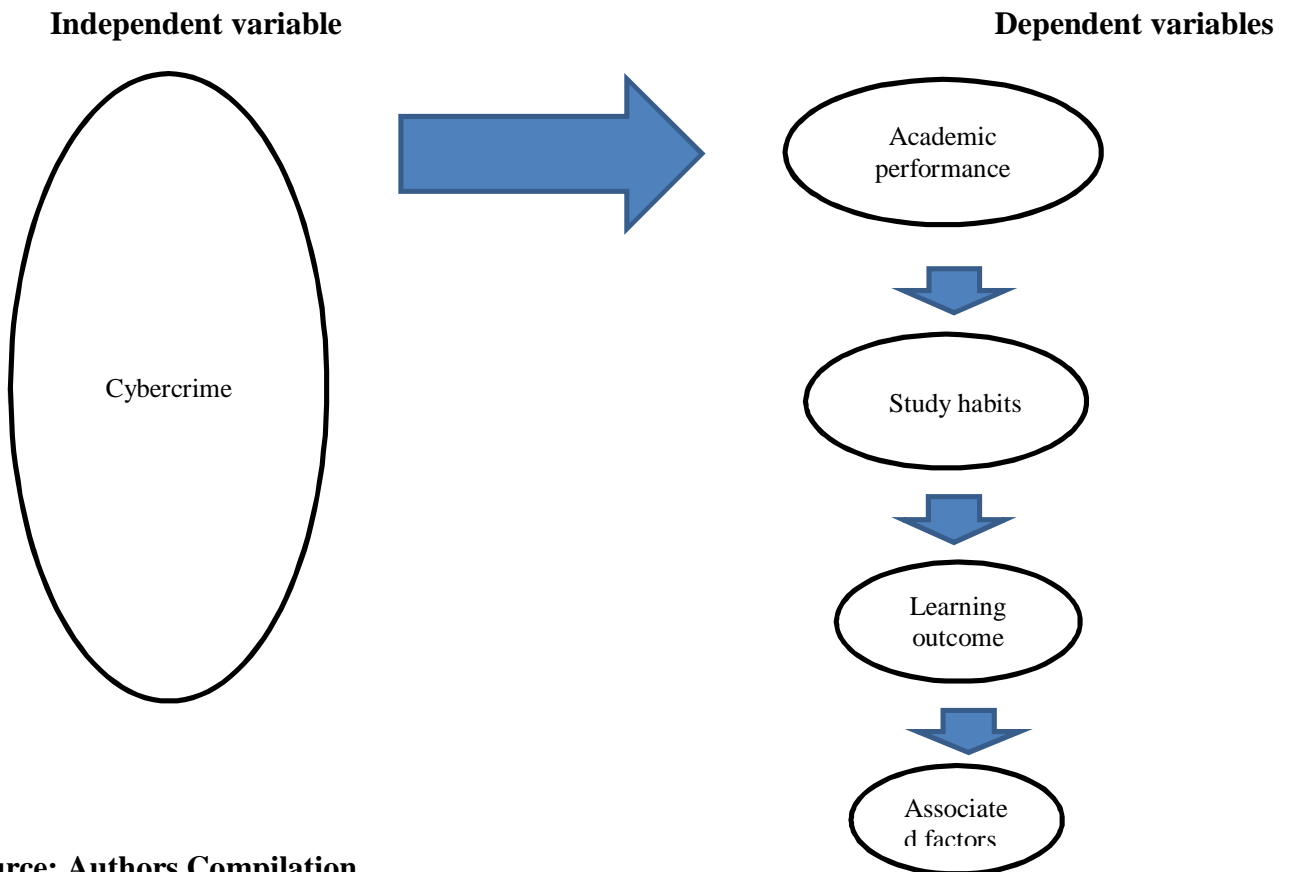 Independent variable
Dependent variables
Academic
performance
Cybercrime
Study habits
Learning
outcome
Associate
d factors
urce: Authors Compilation